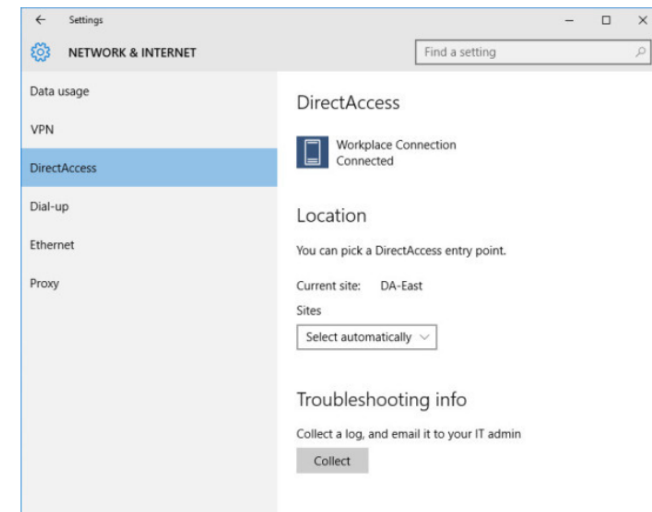 Settings
NETWORK & INTERNET
Find a setting
Data usage
VPN
DirectAccess
Dial-up
Ethernet
Proxy
DirectAccess
Workplace Connection
Connected
Location
You can pick a DirectAccess entry point.
Current site: DA-East
Sites
Select automatically
Troubleshooting info
Collect a log, and email it to your IT admin
Collect